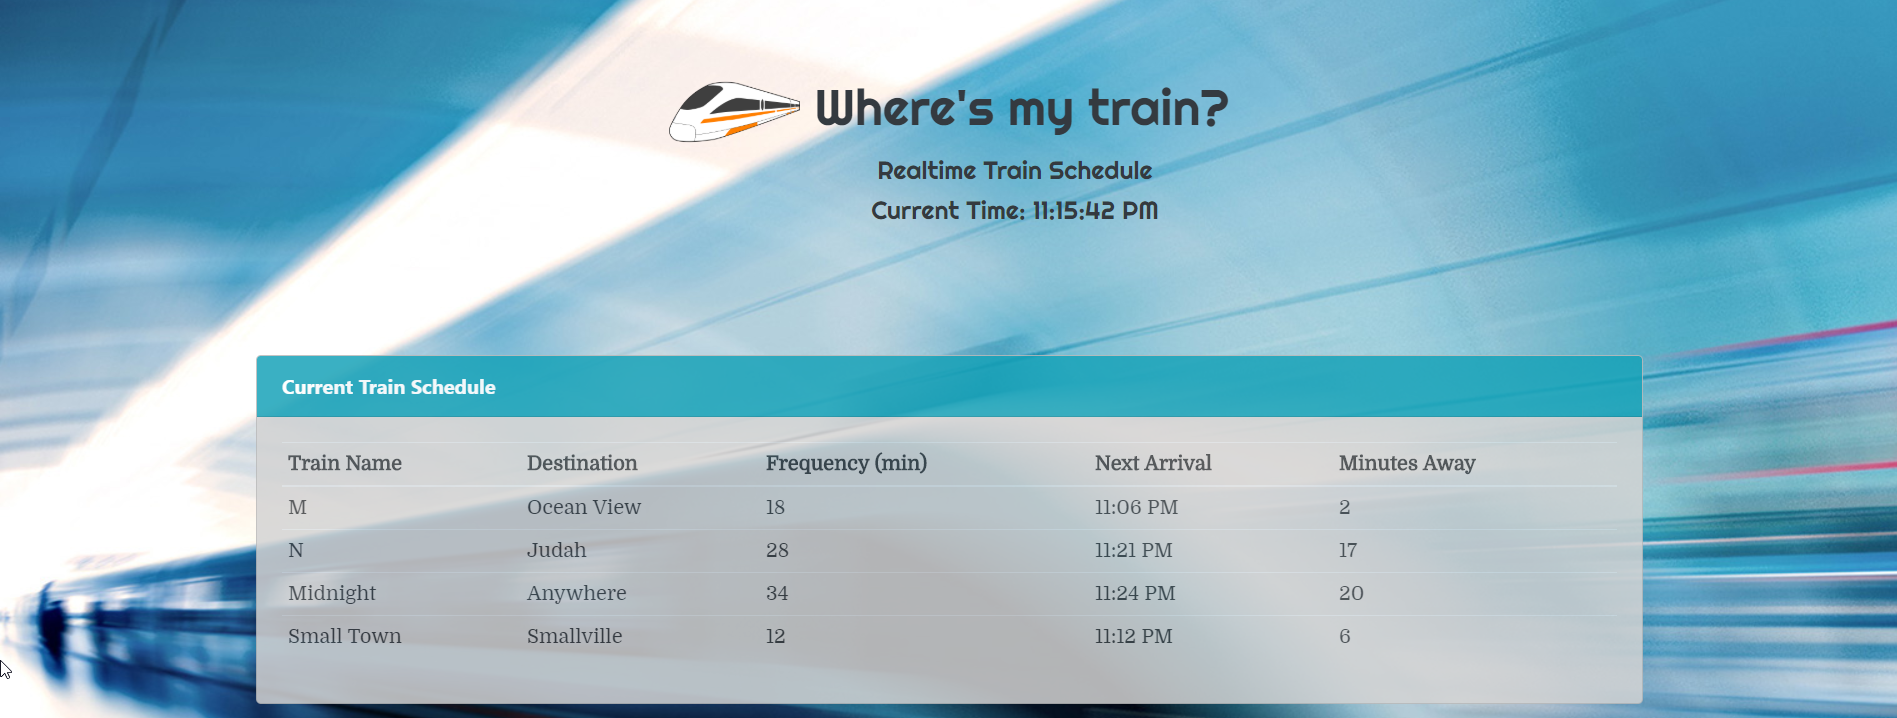 Where's my train?
Realtime Train Schedule
Current Time: 11:15:42 PM
Current Train Schedule
Train Name Destination Frequency (min) Next Arrival Minutes Away
M Ocean View 18 11:06 PM 2
N Judah 28 11:21 PM 17
Midnight Anywhere 34 11:24 PM 20
Small Town Smallville 12 11:12 PM 6